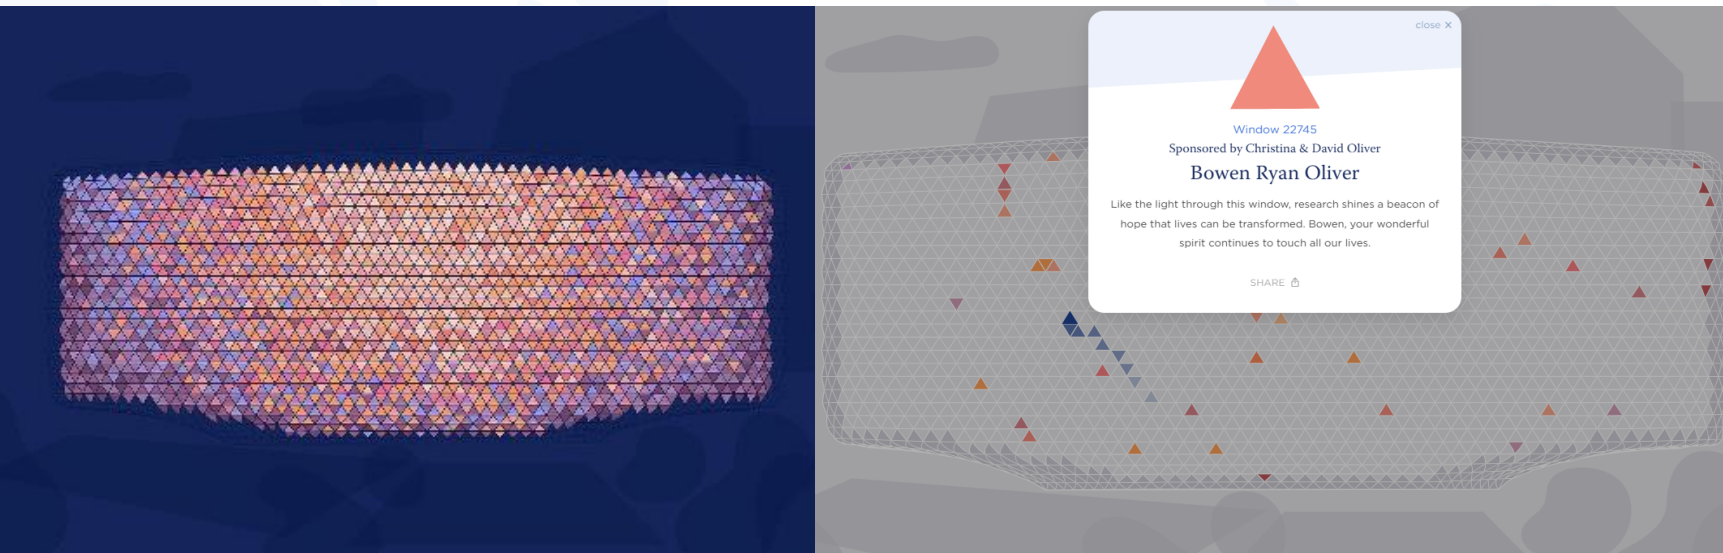 close ×
Window 22745
Sponsored by Christina & David Oliver
Bowen Ryan Oliver
Like the light through this window, research shines a beacon of
hope that lives can be transformed. Bowen, your wonderful
spirit continues to touch all our lives.
SHARE